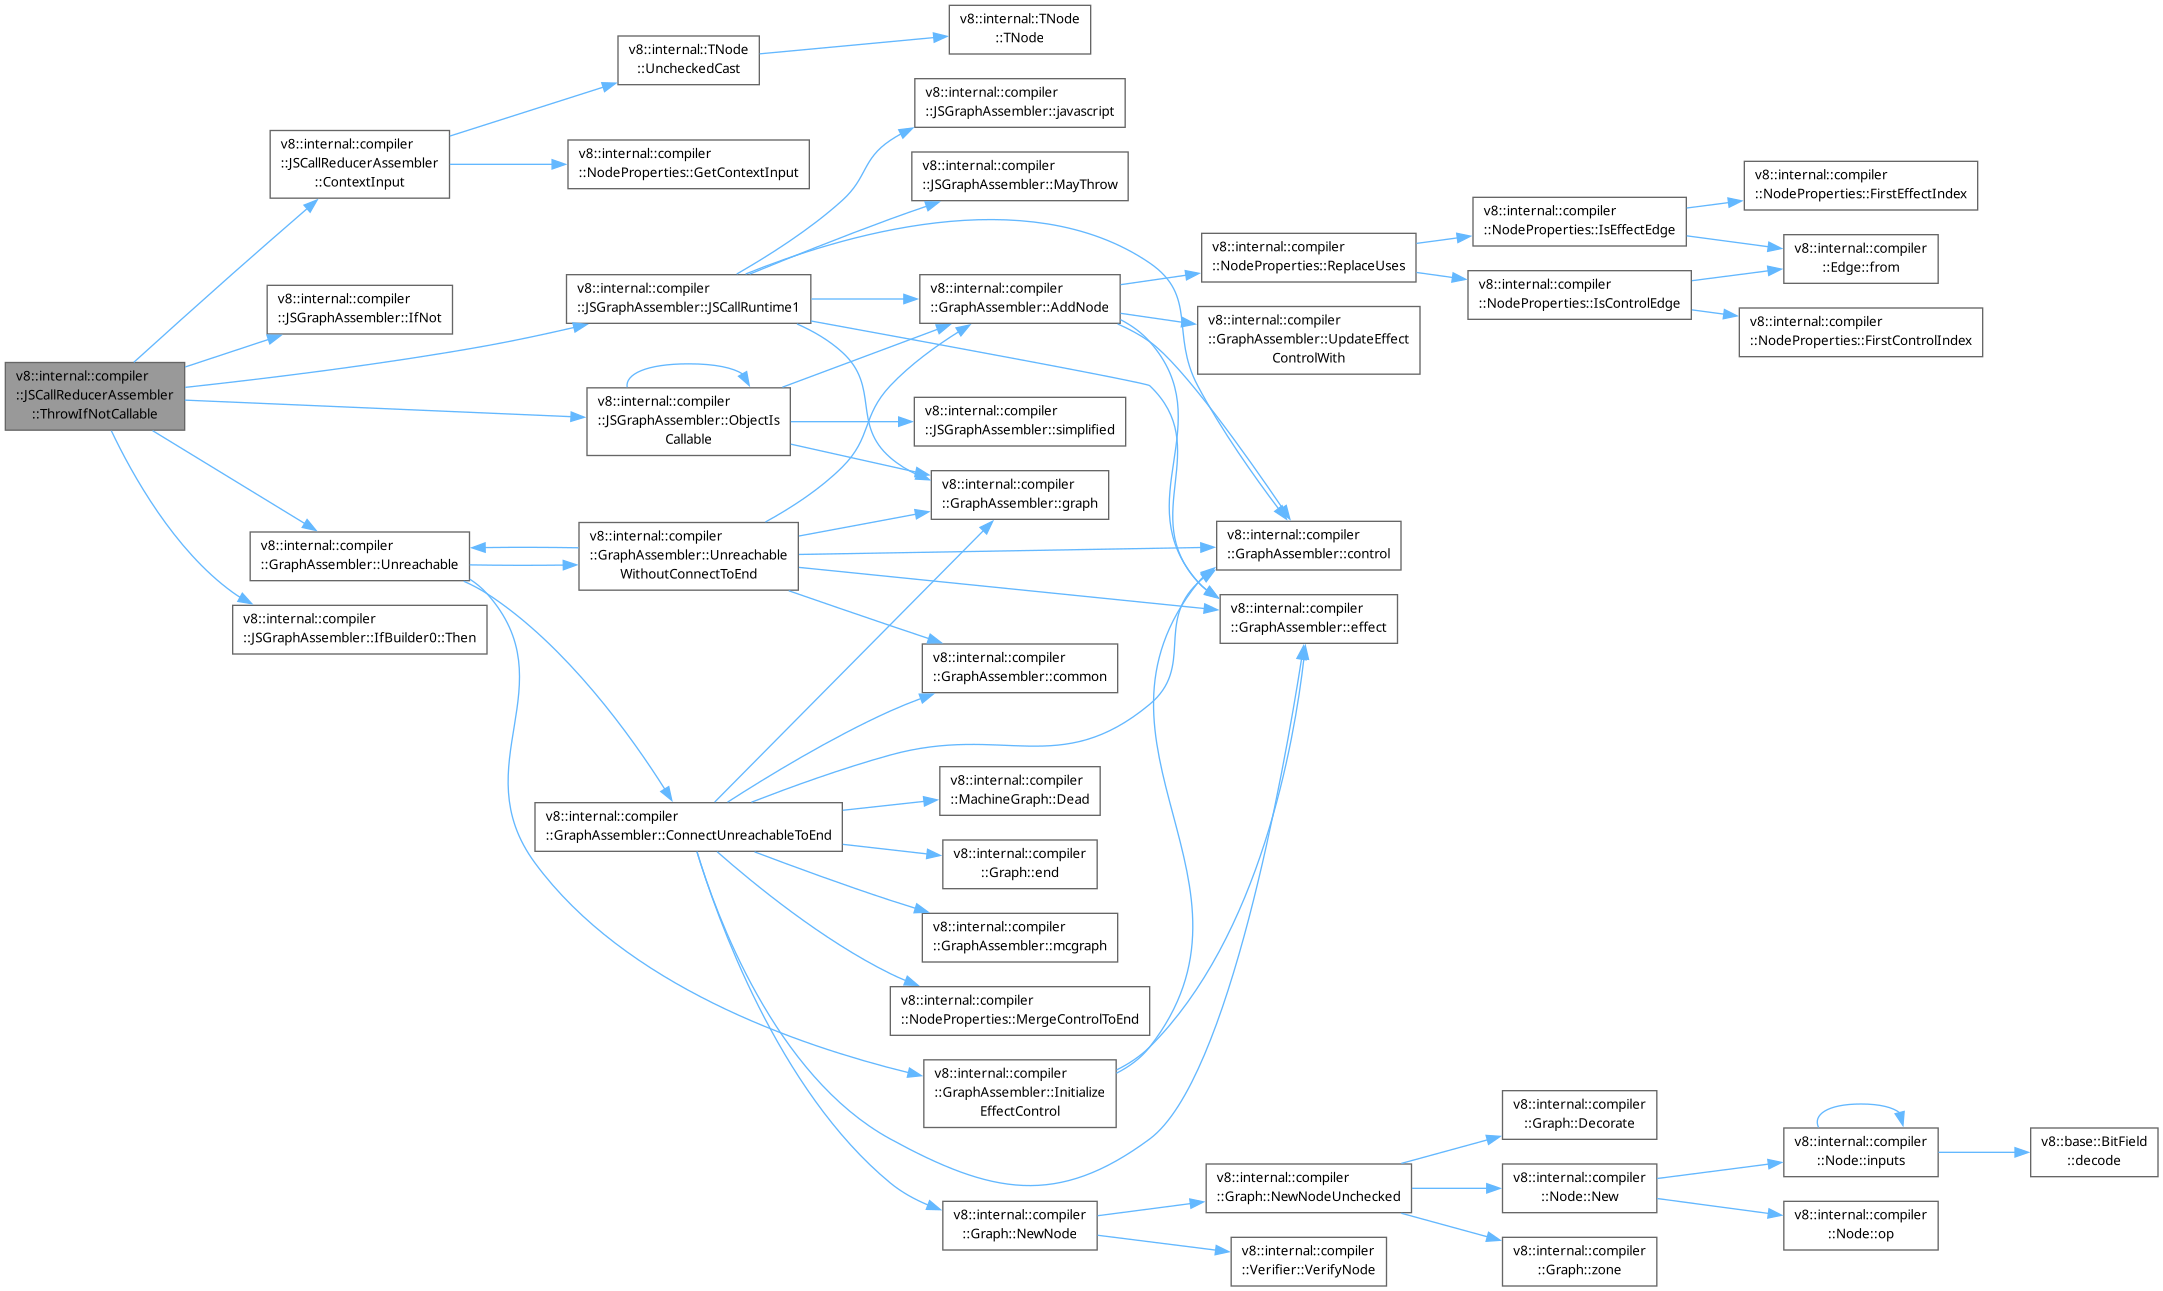 v8::internal::compiler
::JSCallReducerAssembler
::ThrowIfNotCallable
v8::internal::compiler
::JSCallReducerAssembler
::ContextInput
v8::internal::TNode
::UncheckedCast
v8::internal::TNode
::TNode
v8::internal::compiler
::NodeProperties::GetContextInput
v8::internal::compiler
::JSGraphAssembler::IfNot
v8::internal::compiler
::JSGraphAssembler::JSCallRuntime1
v8::internal::compiler
::JSGraphAssembler::javascript
v8::internal::compiler
::JSGraphAssembler::MayThrow
v8::internal::compiler
::GraphAssembler::AddNode
v8::internal::compiler
::NodeProperties::ReplaceUses
v8::internal::compiler
::NodeProperties::IsEffectEdge
v8::internal::compiler
::NodeProperties::FirstEffectIndex
v8::internal::compiler
::Edge::from
v8::internal::compiler
::NodeProperties::IsControlEdge
v8::internal::compiler
::NodeProperties::FirstControlIndex
v8::internal::compiler
::GraphAssembler::UpdateEffect
ControlWith
v8::internal::compiler
::JSGraphAssembler::ObjectIs
Callable
v8::internal::compiler
::JSGraphAssembler::simplified
v8::internal::compiler
::GraphAssembler::graph
v8::internal::compiler
::GraphAssembler::control
v8::internal::compiler
::GraphAssembler::effect
v8::internal::compiler
::GraphAssembler::Unreachable
v8::internal::compiler
::GraphAssembler::Unreachable
WithoutConnectToEnd
v8::internal::compiler
::JSGraphAssembler::IfBuilder0::Then
v8::internal::compiler
::GraphAssembler::common
v8::internal::compiler
::GraphAssembler::ConnectUnreachableToEnd
v8::internal::compiler
::MachineGraph::Dead
v8::internal::compiler
::Graph::end
v8::internal::compiler
::GraphAssembler::mcgraph
v8::internal::compiler
::NodeProperties::MergeControlToEnd
v8::internal::compiler
::GraphAssembler::Initialize
EffectControl
v8::internal::compiler
::Graph::NewNode
v8::internal::compiler
::Graph::NewNodeUnchecked
v8::internal::compiler
::Verifier::VerifyNode
v8::internal::compiler
::Graph::Decorate
v8::internal::compiler
::Node::New
v8::internal::compiler
::Graph::zone
v8::internal::compiler
::Node::inputs
v8::internal::compiler
::Node::op
v8::base::BitField
::decode